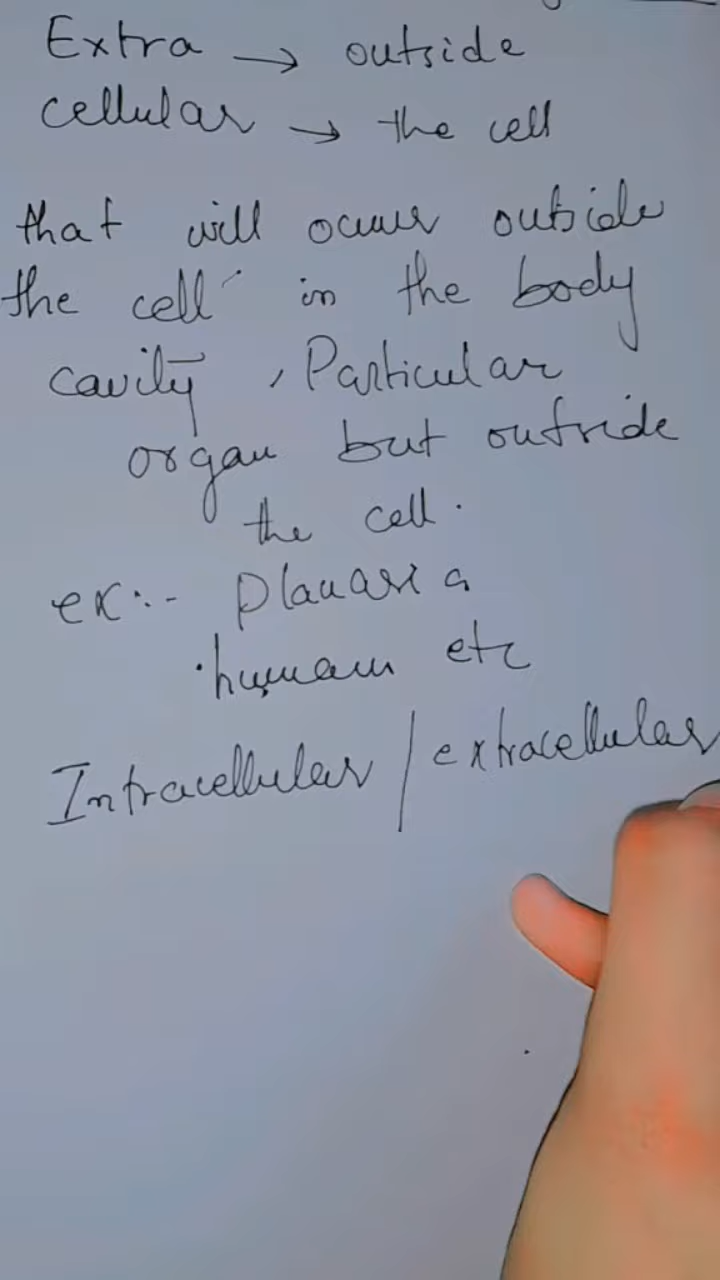 Extra → outside
cellular → the cell
that will occur outside
the cell in the body
cavity, Particular
organ but outside
the cell.
ex:- Planaria
human etc
Intracellular / extracellular